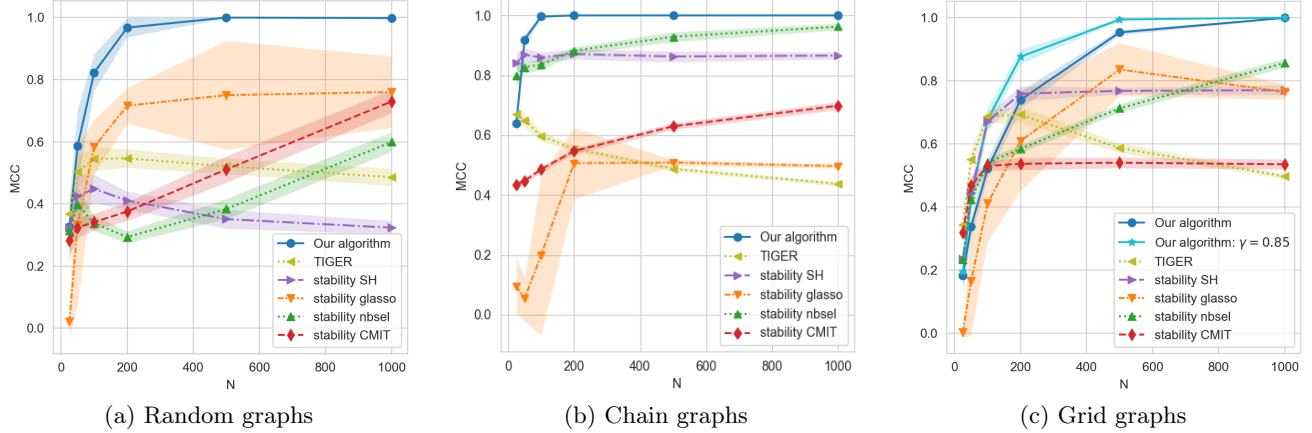 1.0
0.8
0.6
0.4
0.2
0.0
MCC
0
200
400
600
800
1000
N
Our algorithm
TIGER
stability SH
stability glasso
stability nbsel
stability CMIT
(a) Random graphs
1.0
0.8
0.6
0.4
0.2
0.0
MCC
0
200
400
600
800
1000
N
Our algorithm
TIGER
stability SH
stability glasso
stability nbsel
stability CMIT
(b) Chain graphs
1.0
0.8
0.6
0.4
0.2
0.0
MCC
0
200
400
600
800
1000
N
Our algorithm
Our algorithm: γ = 0.85
TIGER
stability SH
stability glasso
stability nbsel
stability CMIT
(c) Grid graphs